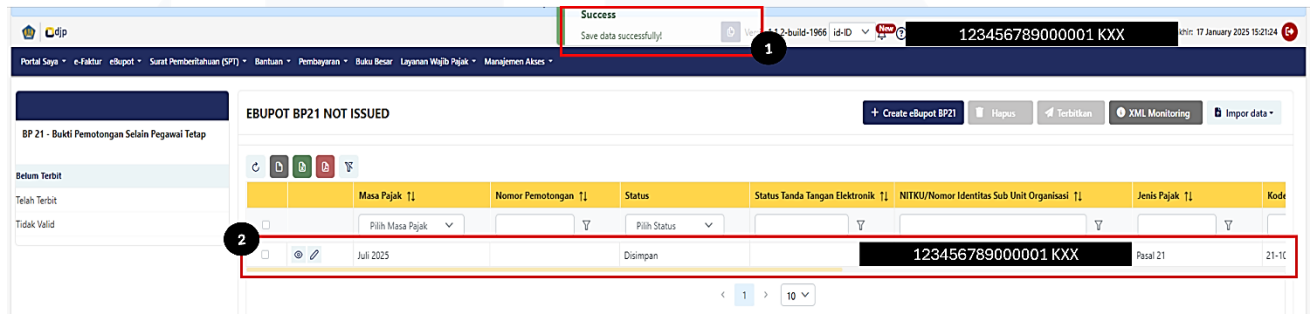 Success
Save data successfully!
djp
1.2-build-1966 id-ID New 123456789000001 KXX khir: 17 January 2025 15:21:24
1
Portal Saya e-Faktur eBupot Surat Pemberitahuan (SPT) Bantuan Pembayaran Buku Besar Layanan Wajib Pajak Manajemen Akses
EBUPOT BP21 NOT ISSUED
+ Create eBupot BP21 Hapus Terbitkan XML Monitoring Impor data
BP 21 - Bukti Pemotongan Selain Pegawai Tetap
Belum Terbit
Telah Terbit
Tidak Valid
Masa Pajak Nomor Pemotongan Status Status Tanda Tangan Elektronik NITKU/Nomor Identitas Sub Unit Organisasi Jenis Pajak Kode
Pilih Masa Pajak Pilih Status
2
Juli 2025 Disimpan 123456789000001 KXX Pasal 21 21-10
1 10